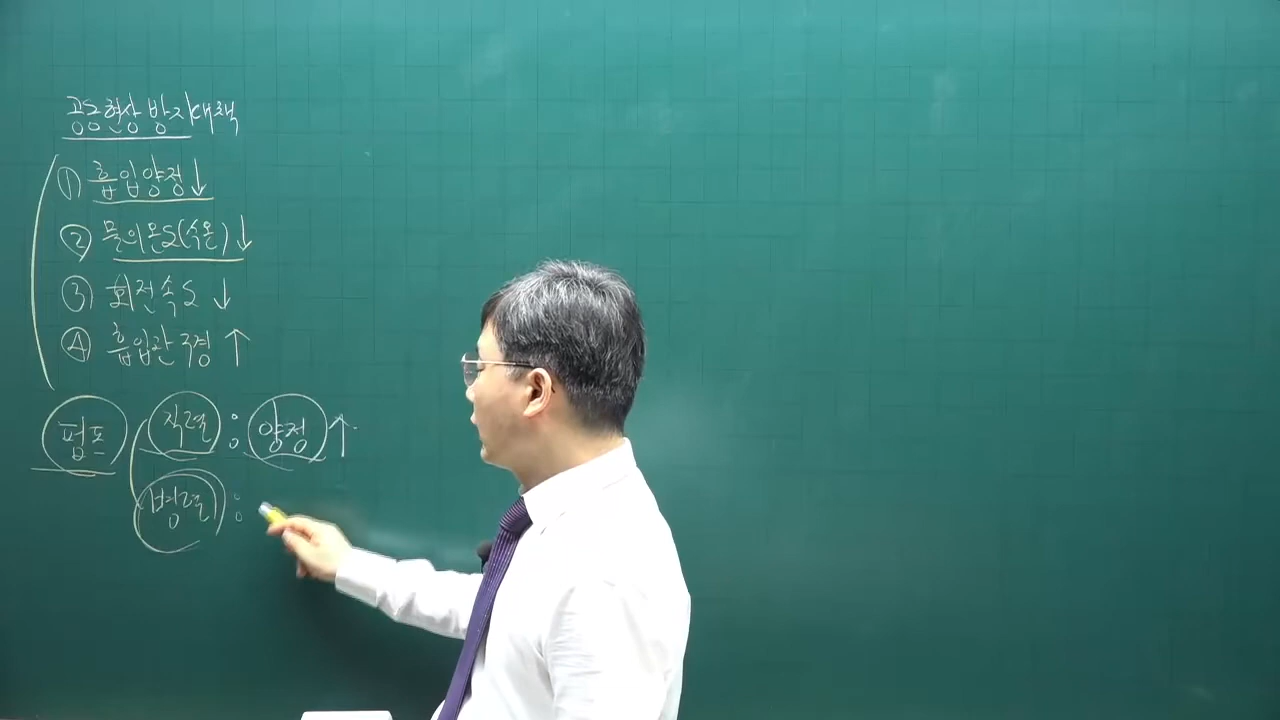 공동현상 방지대책
① 흡입양정↓
② 물의온도(수온)↓
③ 회전속도 ↓
④ 흡입관 구경 ↑
펌프 직렬 : 양정↑
병렬 :